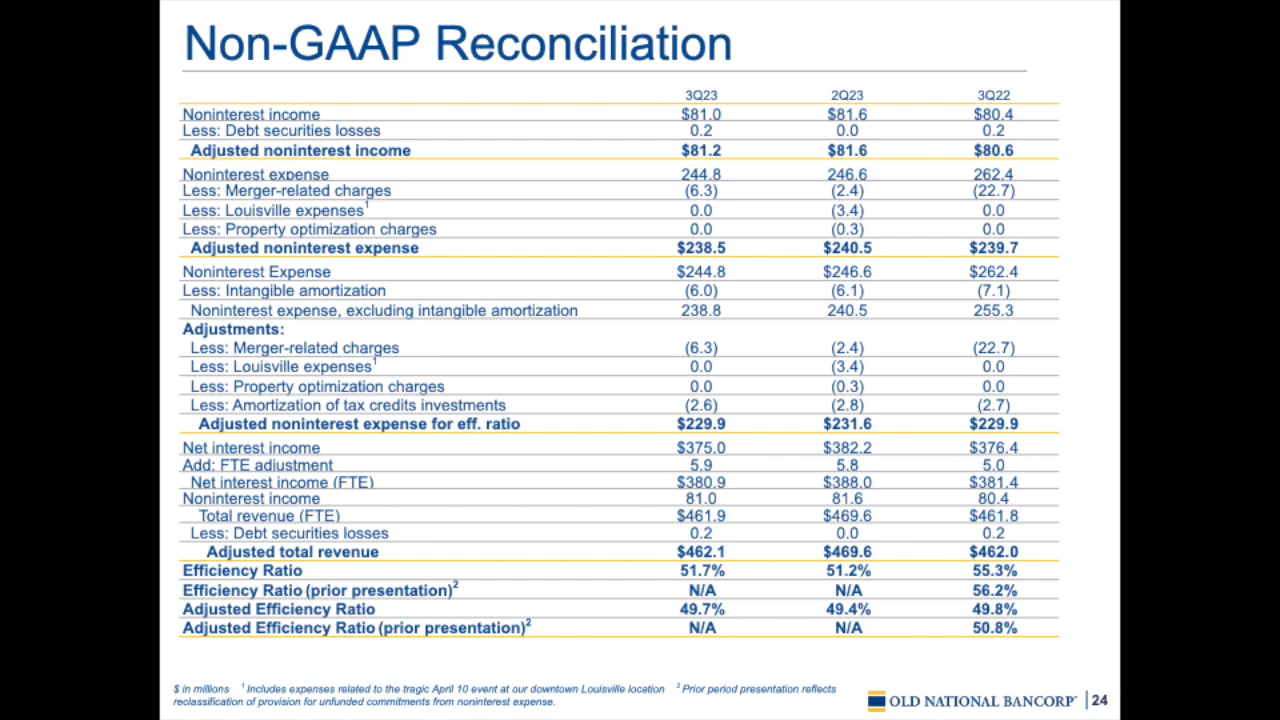 Non-GAAP Reconciliation
3Q23 2Q23 3Q22
Noninterest income $81.0 $81.6 $80.4
Less: Debt securities losses 0.2 0.0 0.2
Adjusted noninterest income $81.2 $81.6 $80.6
Noninterest expense 244.8 246.6 262.4
Less: Merger-related charges (6.3) (2.4) (22.7)
Less: Louisville expenses1 0.0 (3.4) 0.0
Less: Property optimization charges 0.0 (0.3) 0.0
Adjusted noninterest expense $238.5 $240.5 $239.7
Noninterest Expense $244.8 $246.6 $262.4
Less: Intangible amortization (6.0) (6.1) (7.1)
Noninterest expense, excluding intangible amortization 238.8 240.5 255.3
Adjustments:
Less: Merger-related charges (6.3) (2.4) (22.7)
Less: Louisville expenses1 0.0 (3.4) 0.0
Less: Property optimization charges 0.0 (0.3) 0.0
Less: Amortization of tax credits investments (2.6) (2.8) (2.7)
Adjusted noninterest expense for eff. ratio $229.9 $231.6 $229.9
Net interest income $375.0 $382.2 $376.4
Add: FTE adjustment 5.9 5.8 5.0
Net interest income (FTE) $380.9 $388.0 $381.4
Noninterest income 81.0 81.6 80.4
Total revenue (FTE) $461.9 $469.6 $461.8
Less: Debt securities losses 0.2 0.0 0.2
Adjusted total revenue $462.1 $469.6 $462.0
Efficiency Ratio 51.7% 51.2% 55.3%
Efficiency Ratio (prior presentation)2 N/A N/A 56.2%
Adjusted Efficiency Ratio 49.7% 49.4% 49.8%
Adjusted Efficiency Ratio (prior presentation)2 N/A N/A 50.8%
$ in millions 1 Includes expenses related to the tragic April 10 event at our downtown Louisville location 2 Prior period presentation reflects
reclassification of provision for unfunded commitments from noninterest expense.
OLD NATIONAL BANCORP 24